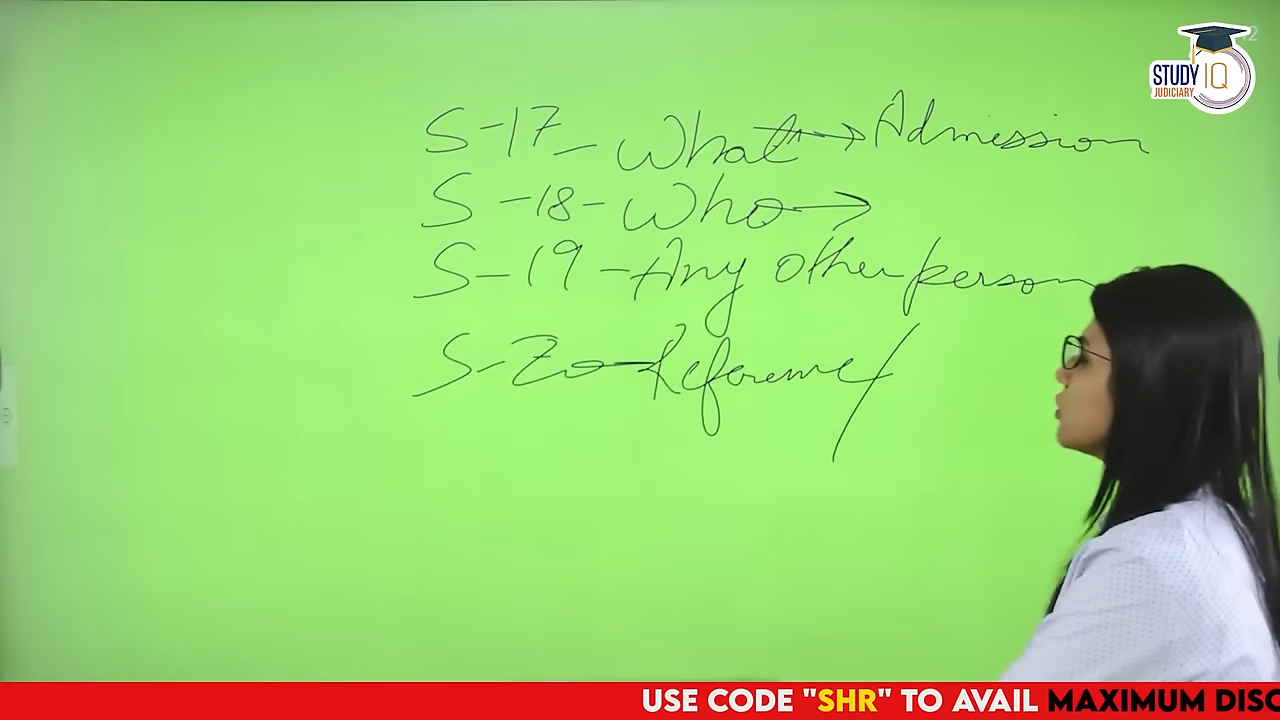 STUDY IQ
JUDICIARY
S-17- What → Admission
S-18- Who →
S-19-Any other person
S-20-Reference
USE CODE "SHR" TO AVAIL MAXIMUM DISC